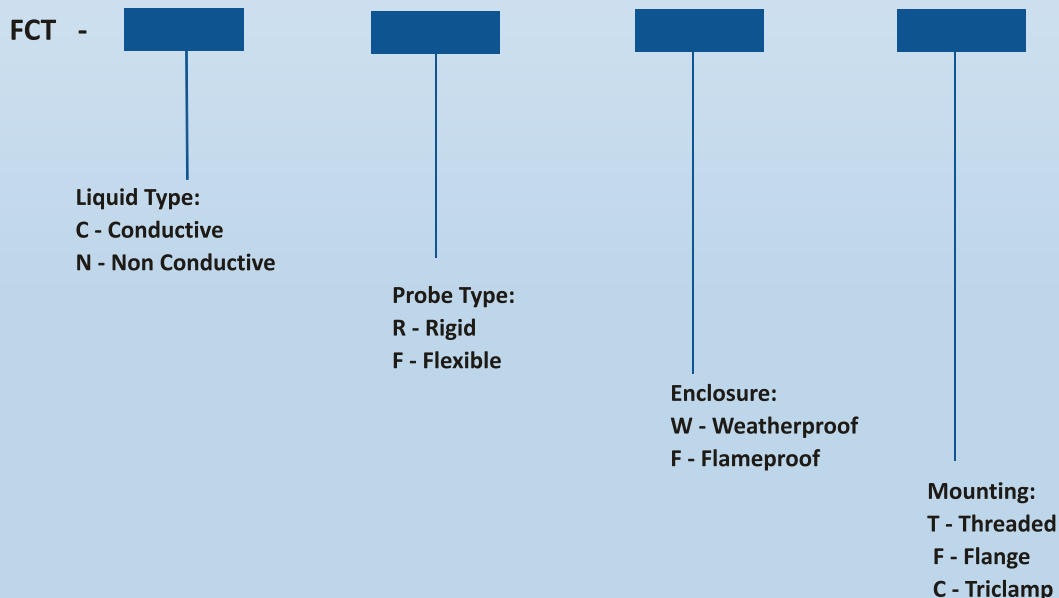 FCT -
Liquid Type:
C - Conductive
N - Non Conductive
Probe Type:
R - Rigid
F - Flexible
Enclosure:
W - Weatherproof
F - Flameproof
Mounting:
T - Threaded
F - Flange
C - Triclamp